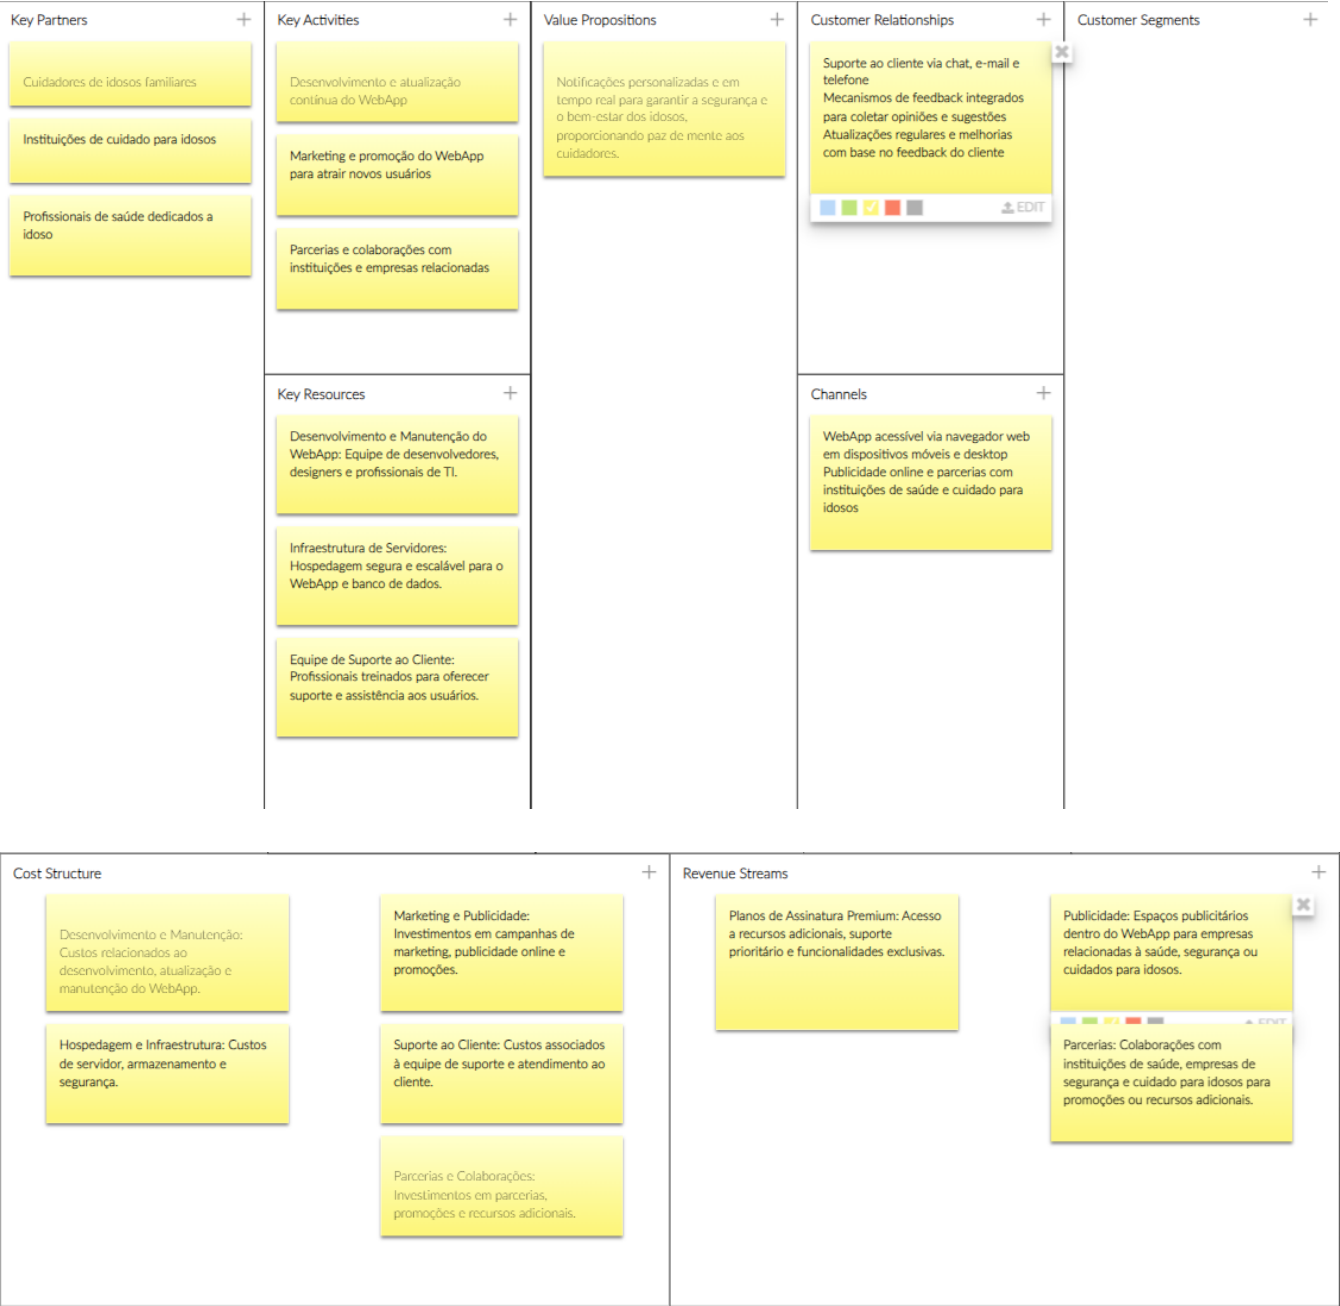 Key Partners
Cuidadores de idosos familiares
Instituições de cuidado para idosos
Profissionais de saúde dedicados a
idoso
Key Activities
Desenvolvimento e atualização
contínua do WebApp
Marketing e promoção do WebApp
para atrair novos usuários
Parcerias e colaborações com
instituições e empresas relacionadas
Key Resources
Desenvolvimento e Manutenção do
WebApp: Equipe de desenvolvedores,
designers e profissionais de TI.
Infraestrutura de Servidores:
Hospedagem segura e escalável para o
WebApp e banco de dados.
Equipe de Suporte ao Cliente:
Profissionais treinados para oferecer
suporte e assistência aos usuários.
Value Propositions
Notificações personalizadas e em
tempo real para garantir a segurança e
o bem-estar dos idosos,
proporcionando paz de mente aos
cuidadores.
Customer Relationships
Suporte ao cliente via chat, e-mail e
telefone
Mecanismos de feedback integrados
para coletar opiniões e sugestões
Atualizações regulares e melhorias
com base no feedback do cliente
EDIT
Channels
WebApp acessível via navegador web
em dispositivos móveis e desktop
Publicidade online e parcerias com
instituições de saúde e cuidado para
idosos
Customer Segments
Cost Structure
Desenvolvimento e Manutenção:
Custos relacionados ao
desenvolvimento, atualização e
manutenção do WebApp.
Hospedagem e Infraestrutura: Custos
de servidor, armazenamento e
segurança.
Marketing e Publicidade:
Investimentos em campanhas de
marketing, publicidade online e
promoções.
Suporte ao Cliente: Custos associados
à equipe de suporte e atendimento ao
cliente.
Parcerias e Colaborações:
Investimentos em parcerias,
promoções e recursos adicionais.
Revenue Streams
Planos de Assinatura Premium: Acesso
a recursos adicionais, suporte
prioritário e funcionalidades exclusivas.
Publicidade: Espaços publicitários
dentro do WebApp para empresas
relacionadas à saúde, segurança ou
cuidados para idosos.
EDIT
Parcerias: Colaborações com
instituições de saúde, empresas de
segurança e cuidado para idosos para
promoções ou recursos adicionais.